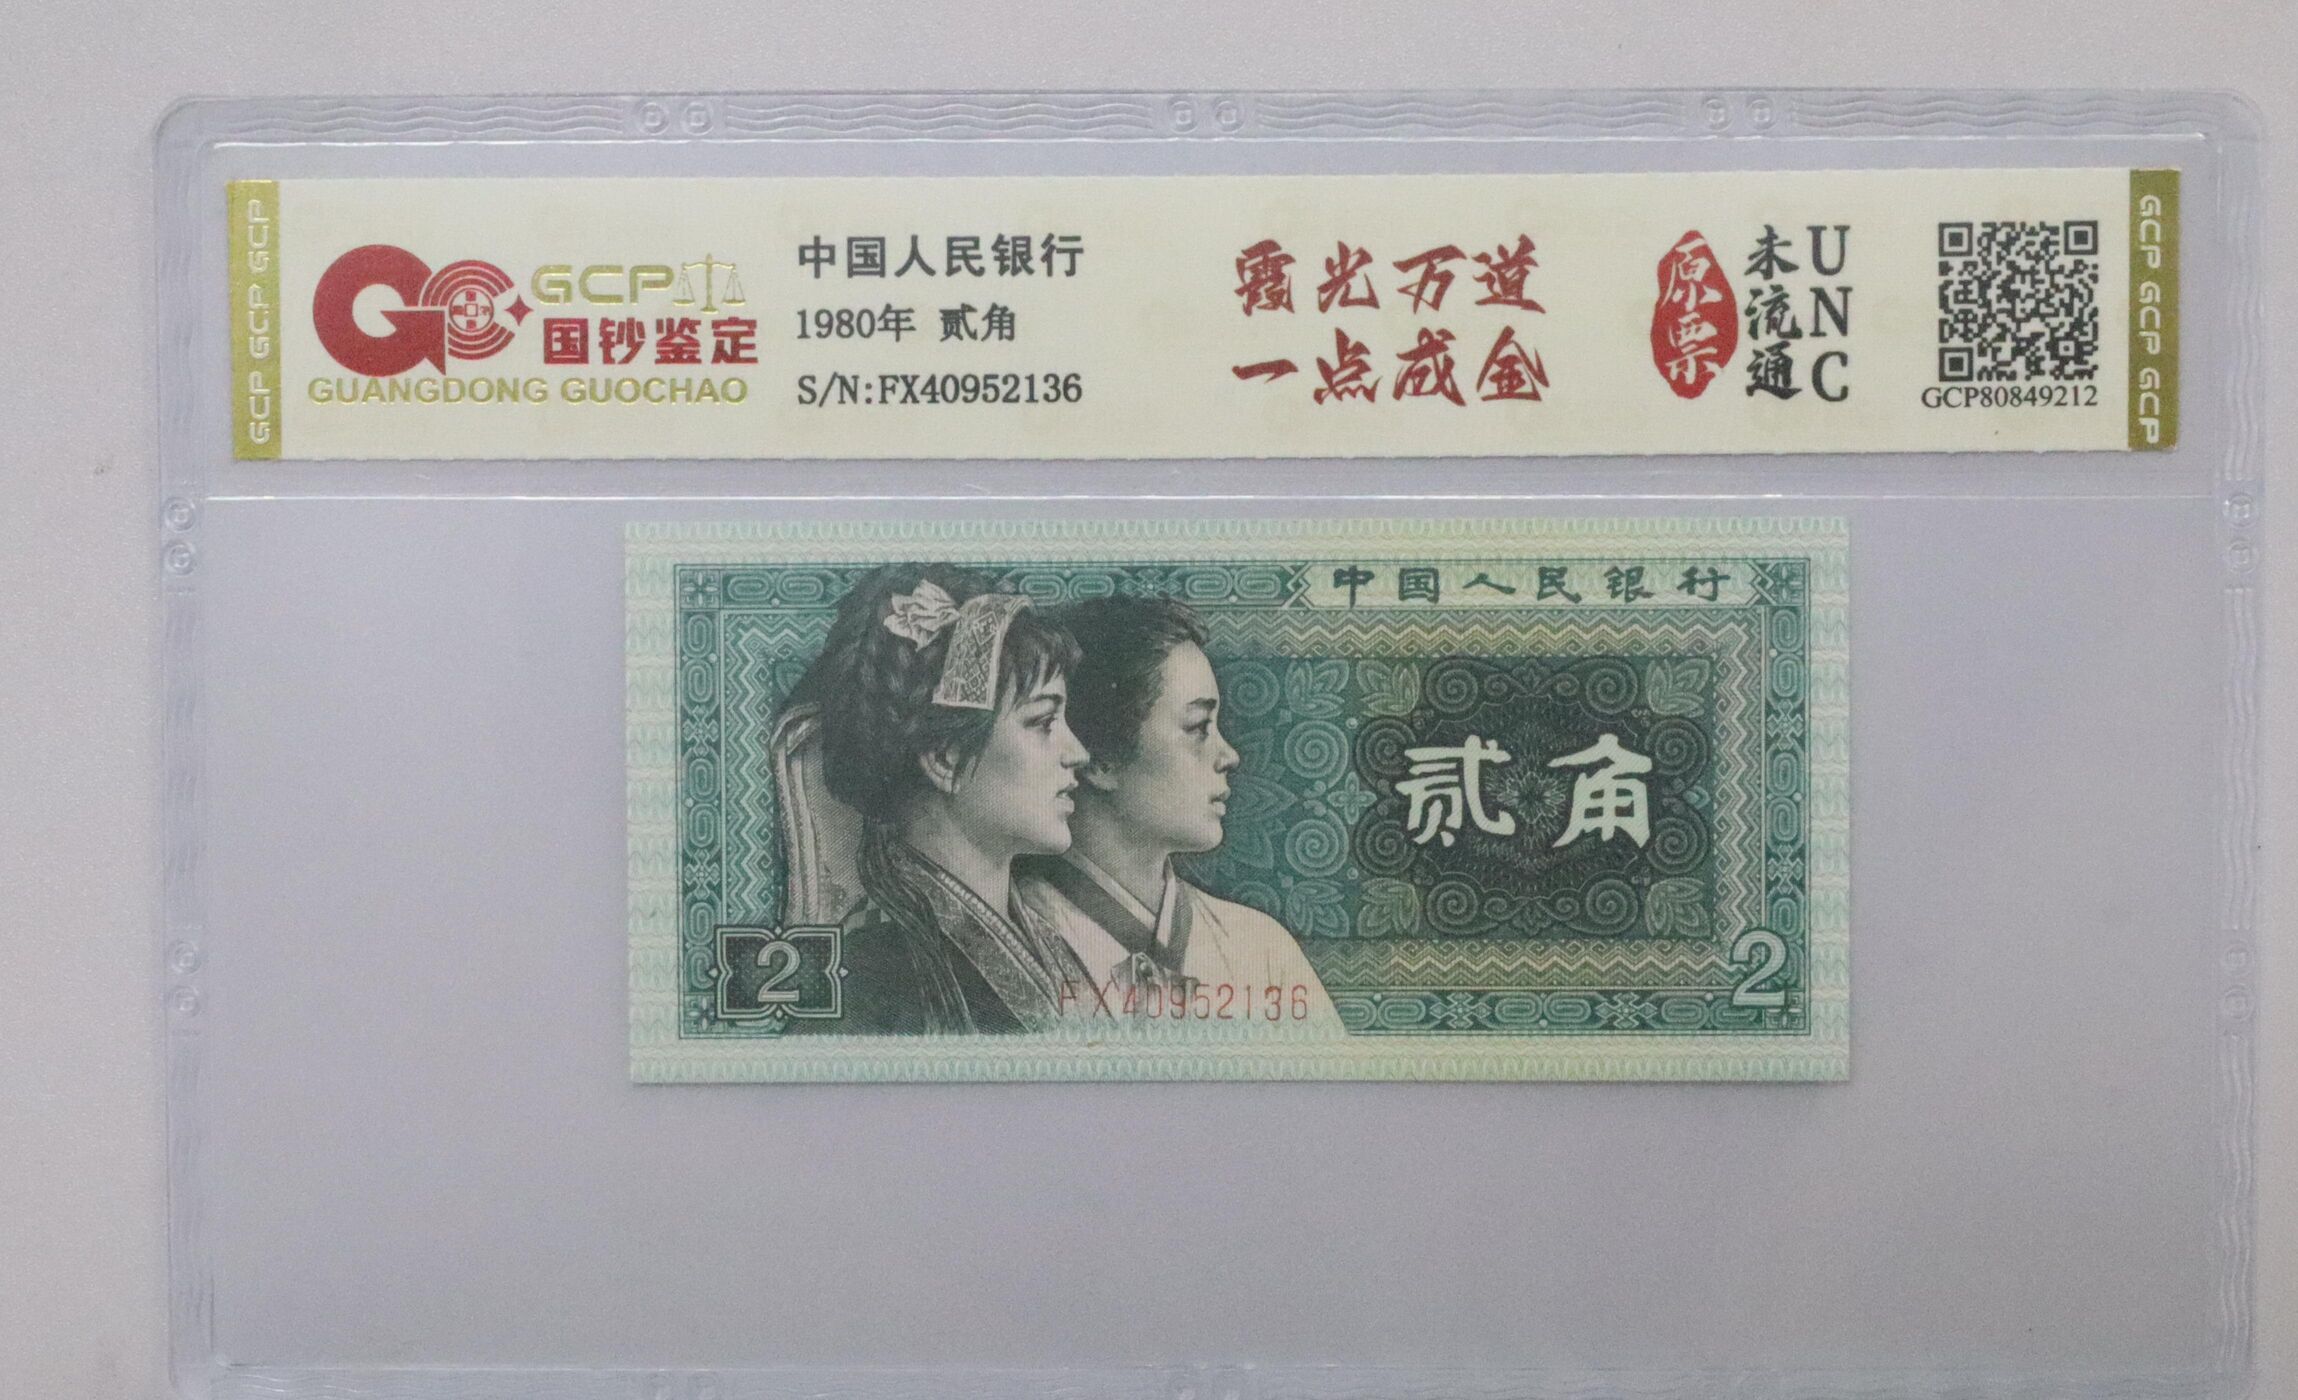 GCP GCP GCP
GCP
国钞鉴定
GUANGDONG GUOCHAO
中国人民银行
1980年 贰角
S/N:FX40952136
霞光万道
一点成金
原票
未流通
UNC
GCP80849212
GCP GCP GCP
中国人民银行
贰角
2
FX40952136
2